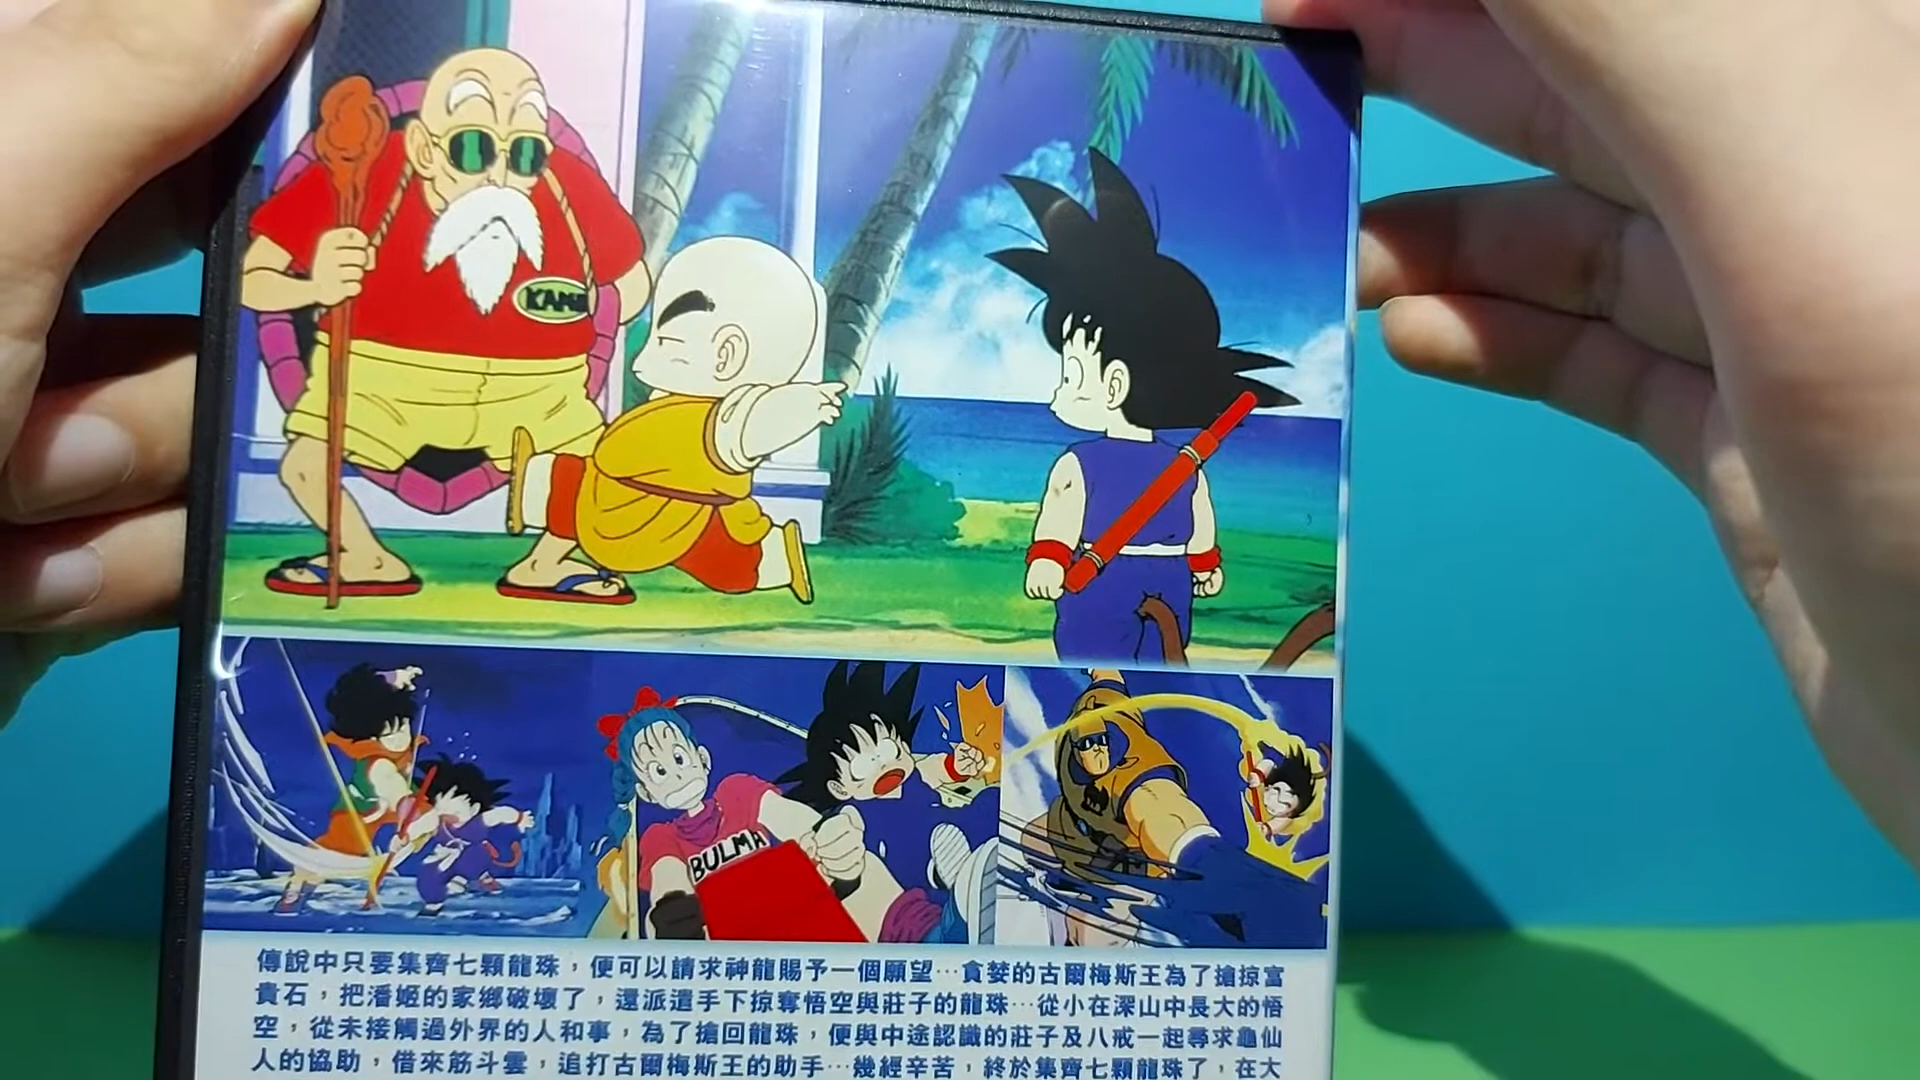 KAME
BULMA
傳說中只要集齊七顆龍珠，便可以請求神龍賜予一個願望…貪婪的古爾梅斯王為了搶掠富
貴石，把潘姬的家鄉破壞了，還派遣手下掠奪悟空與莊子的龍珠…從小在深山中長大的悟
空，從未接觸過外界的人和事，為了搶回龍珠，便與中途認識的莊子及八戒一起尋求龜仙
人的協助，借來筋斗雲，追打古爾梅斯王的助手…幾經辛苦，終於集齊七顆龍珠了，在大